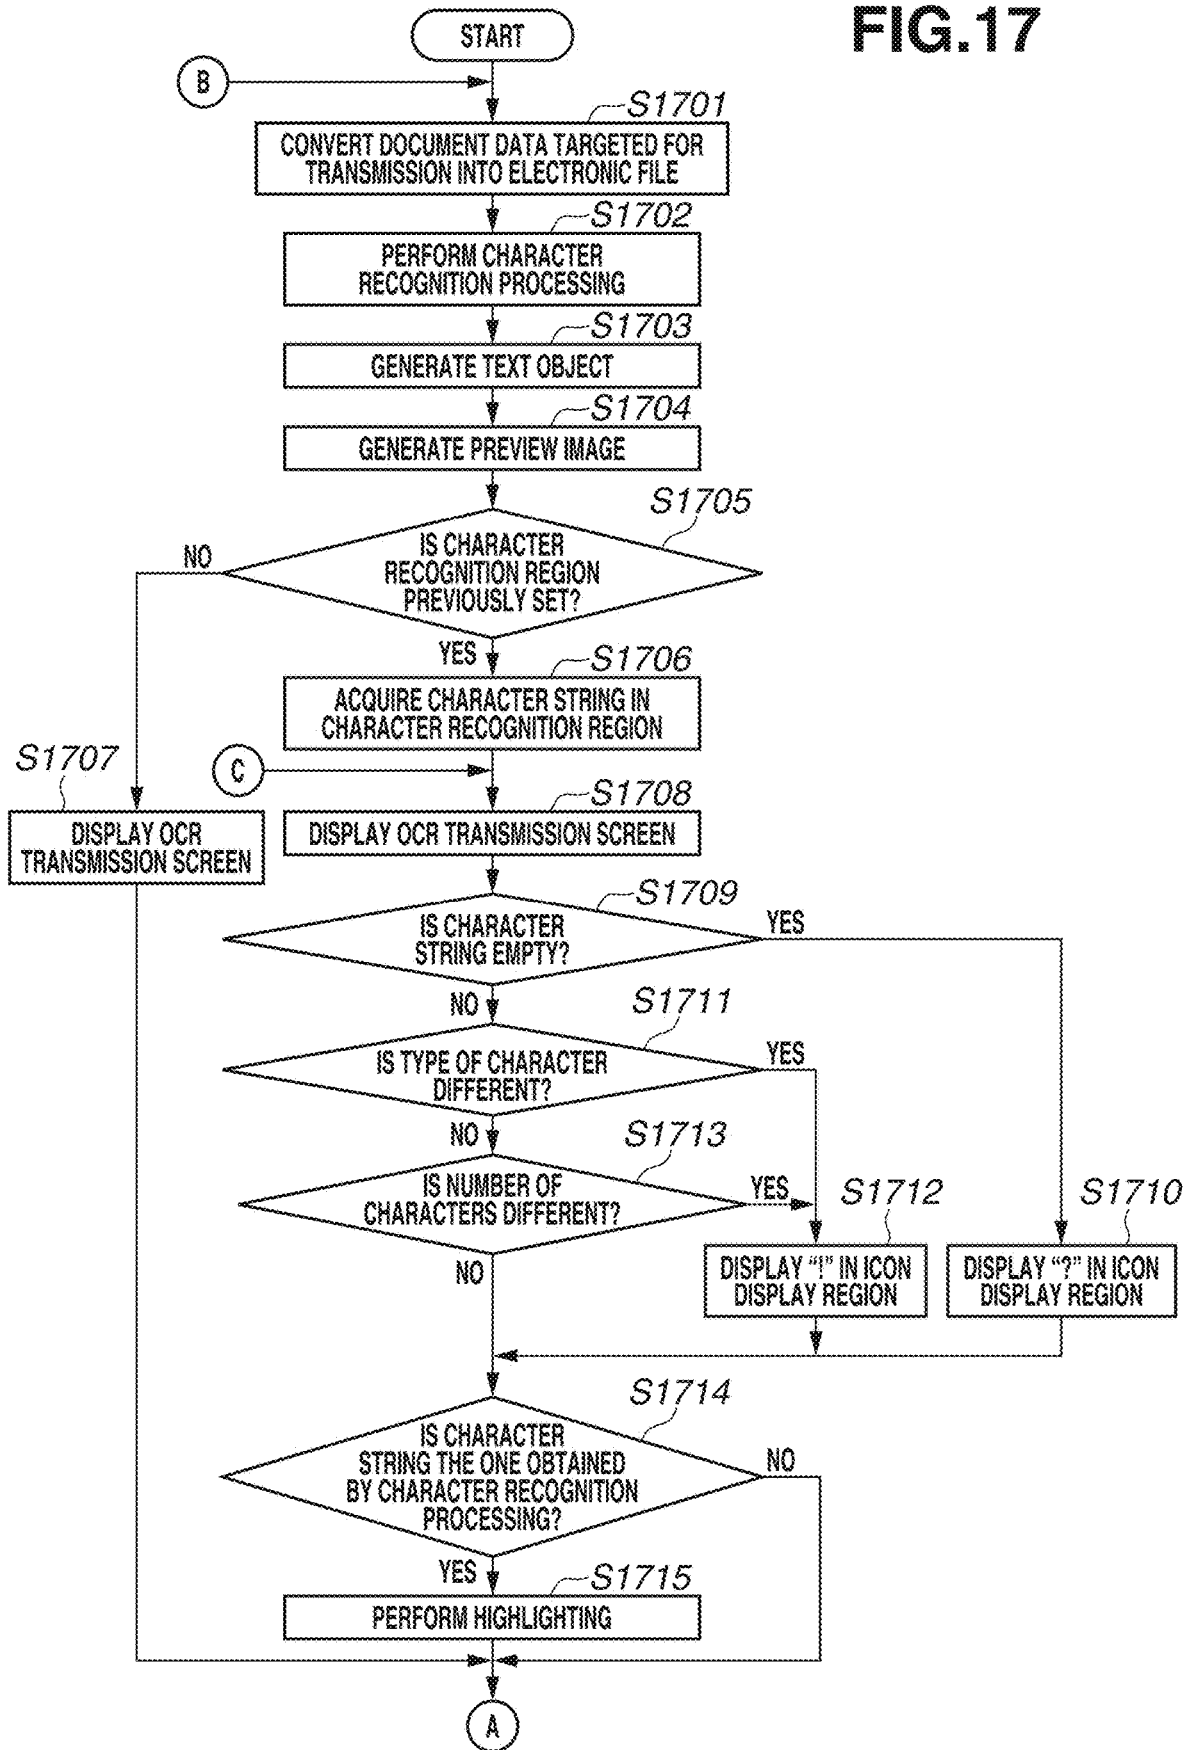 FIG.17
START
B
S1701
CONVERT DOCUMENT DATA TARGETED FOR
TRANSMISSION INTO ELECTRONIC FILE
S1702
PERFORM CHARACTER
RECOGNITION PROCESSING
S1703
GENERATE TEXT OBJECT
S1704
GENERATE PREVIEW IMAGE
S1705
IS CHARACTER
RECOGNITION REGION
PREVIOUSLY SET?
NO
YES
S1706
ACQUIRE CHARACTER STRING IN
CHARACTER RECOGNITION REGION
S1707
C
DISPLAY OCR
TRANSMISSION SCREEN
S1708
DISPLAY OCR TRANSMISSION SCREEN
S1709
IS CHARACTER
STRING EMPTY?
YES
NO
S1711
IS TYPE OF CHARACTER
DIFFERENT?
YES
NO
S1713
IS NUMBER OF
CHARACTERS DIFFERENT?
YES
NO
S1712
DISPLAY “!” IN ICON
DISPLAY REGION
S1710
DISPLAY “?” IN ICON
DISPLAY REGION
S1714
IS CHARACTER
STRING THE ONE OBTAINED
BY CHARACTER RECOGNITION
PROCESSING?
NO
YES
S1715
PERFORM HIGHLIGHTING
A